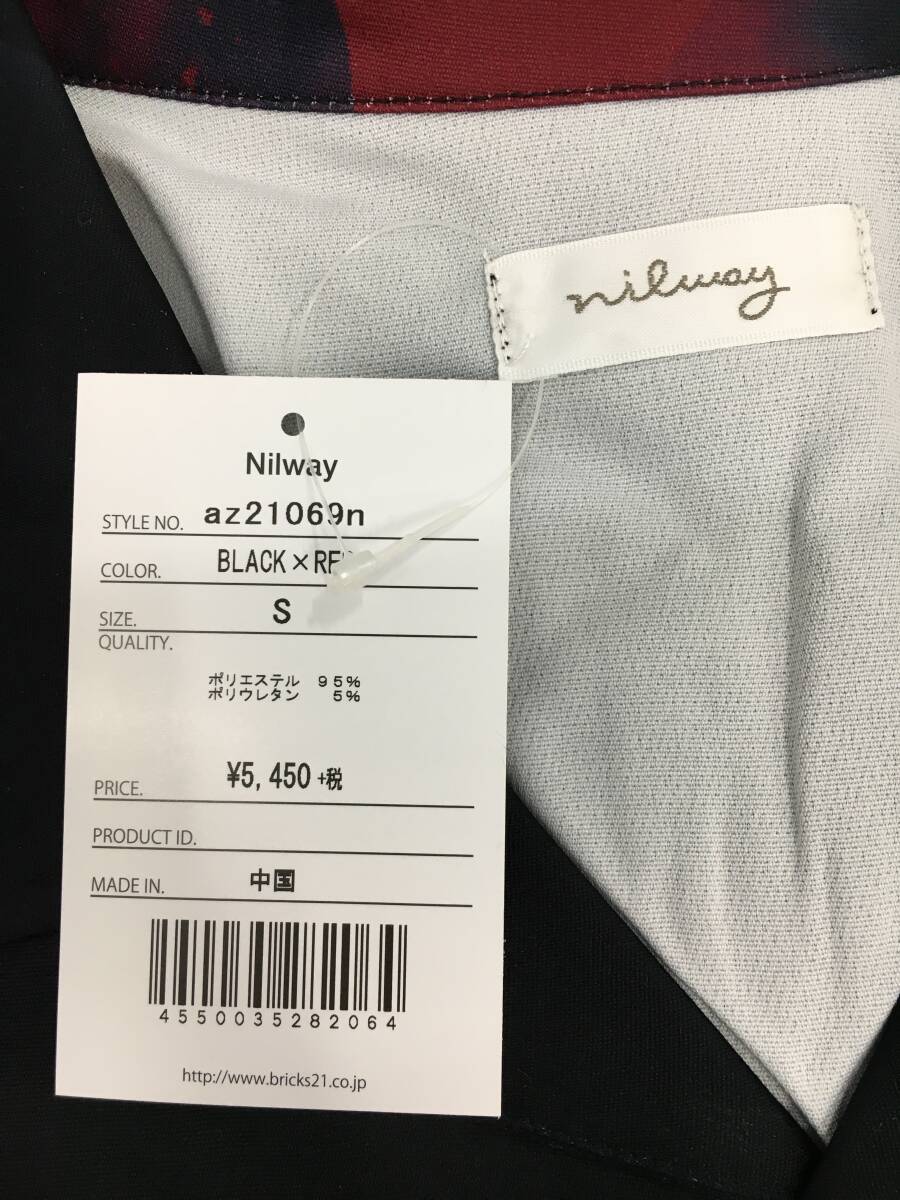 nilway
Nilway
STYLE NO. az21069n
COLOR. BLACK×RED
SIZE. S
QUALITY.
ポリエステル 95%
ポリウレタン 5%
PRICE. ¥5,450+税
PRODUCT ID.
MADE IN. 中国
4550035282064
http://www.bricks21.co.jp